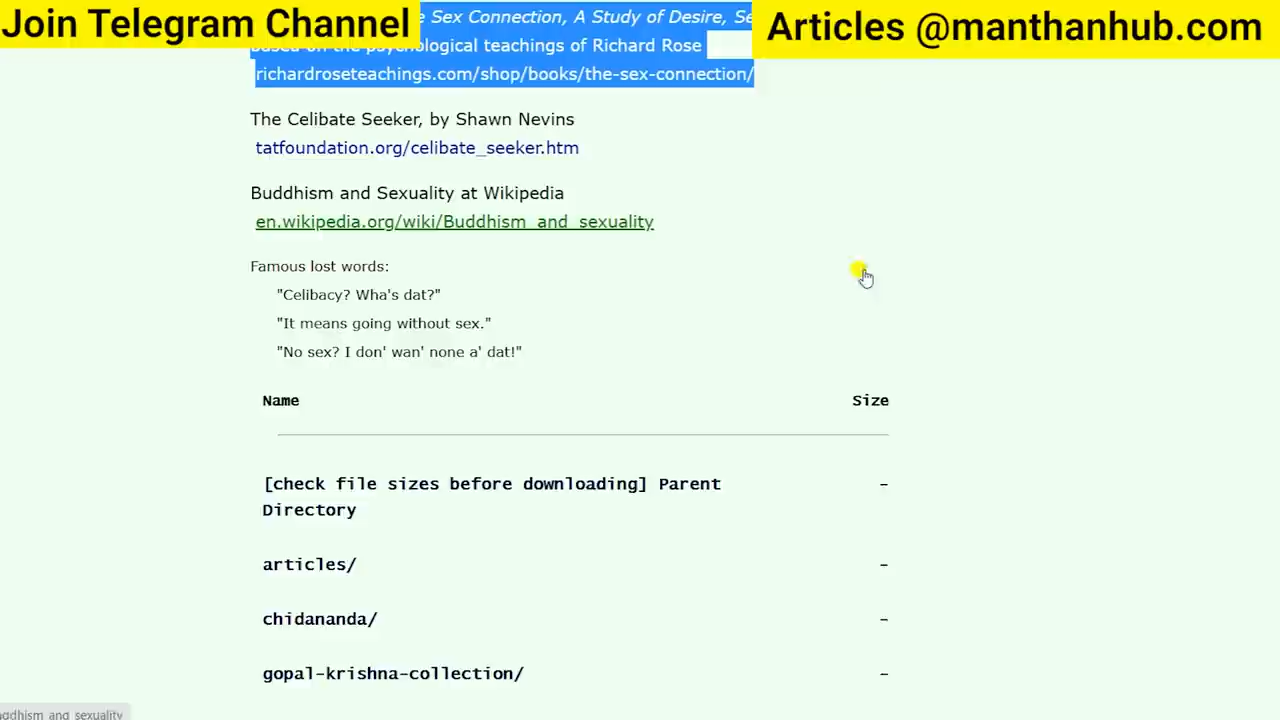 Join Telegram Channel
Articles @manthanhub.com
e Sex Connection, A Study of Desire, Se
based on the psychological teachings of Richard Rose
richardroseteachings.com/shop/books/the-sex-connection/
The Celibate Seeker, by Shawn Nevins
tatfoundation.org/celibate_seeker.htm
Buddhism and Sexuality at Wikipedia
en.wikipedia.org/wiki/Buddhism_and_sexuality
Famous lost words:
"Celibacy? Wha's dat?"
"It means going without sex."
"No sex? I don' wan' none a' dat!"
Name Size
[check file sizes before downloading] Parent -
Directory
articles/ -
chidananda/ -
gopal-krishna-collection/ -
ddhism_and_sexuality